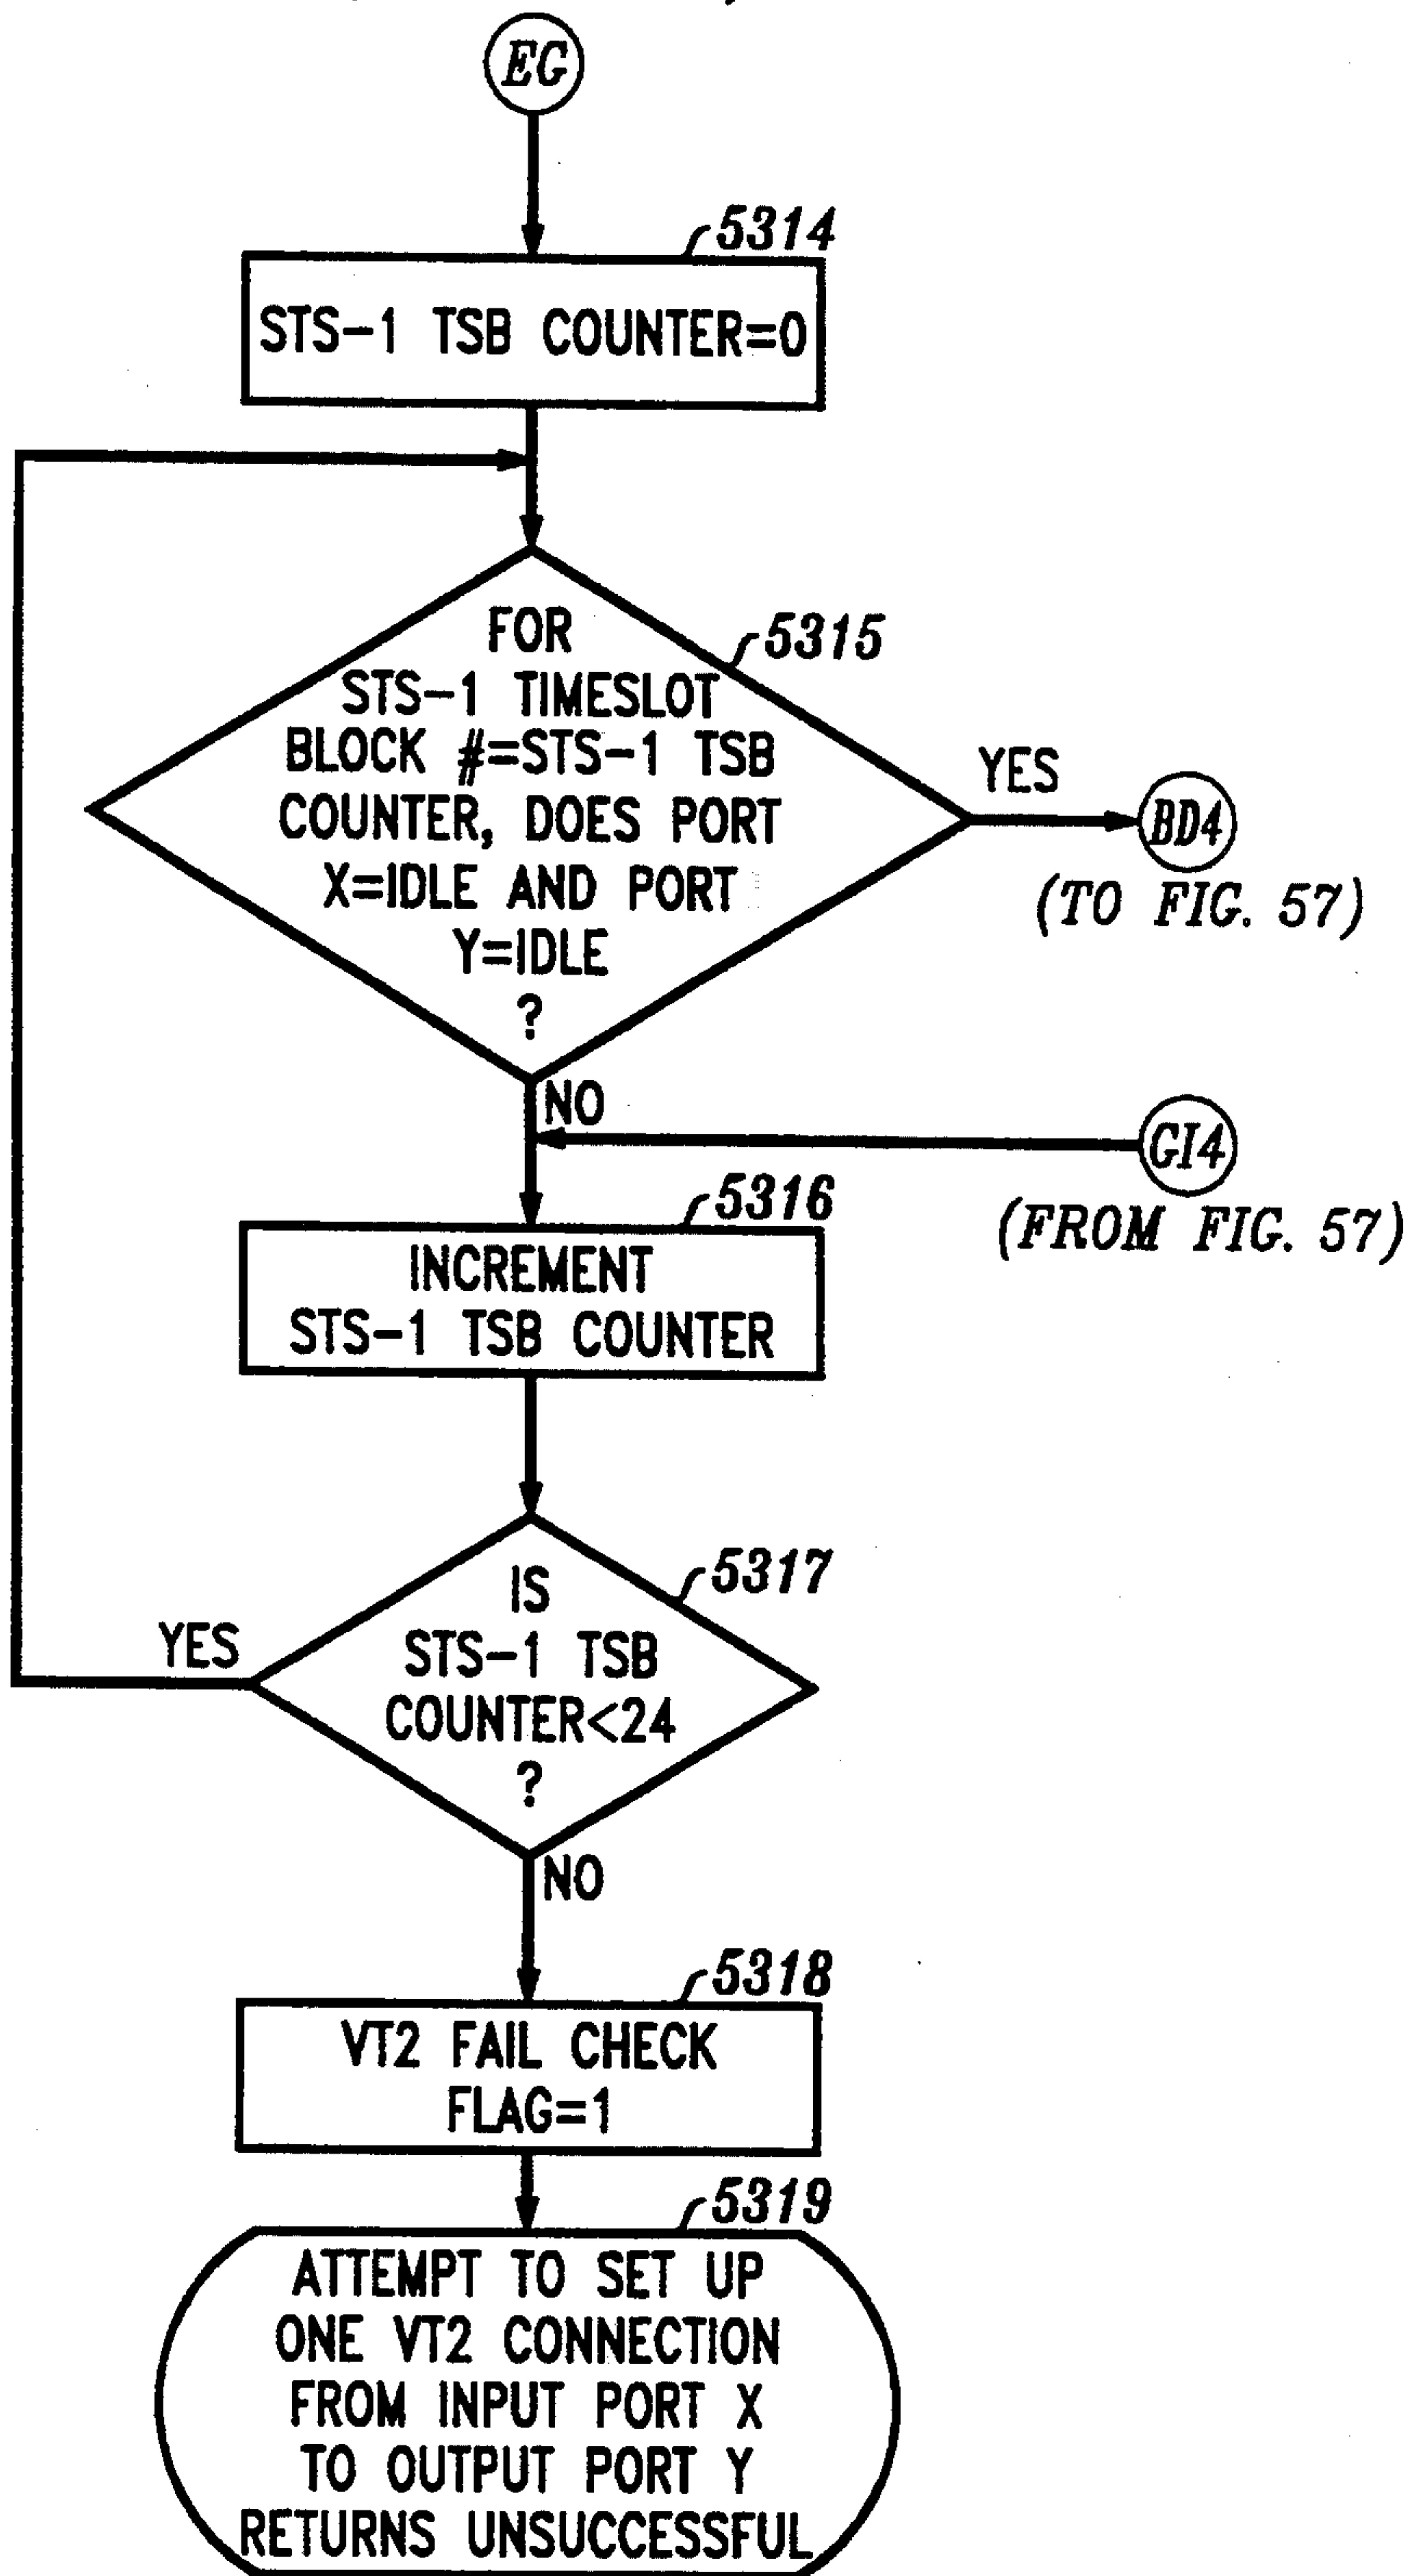 EG
5314
STS-1 TSB COUNTER=0
FOR
5315
STS-1 TIMESLOT
BLOCK #=STS-1 TSB
COUNTER, DOES PORT
X=IDLE AND PORT
Y=IDLE
?
YES
BD4
(TO FIG. 57)
NO
GI4
(FROM FIG. 57)
5316
INCREMENT
STS-1 TSB COUNTER
5317
IS
STS-1 TSB
COUNTER<24
?
YES
NO
5318
VT2 FAIL CHECK
FLAG=1
5319
ATTEMPT TO SET UP
ONE VT2 CONNECTION
FROM INPUT PORT X
TO OUTPUT PORT Y
RETURNS UNSUCCESSFUL